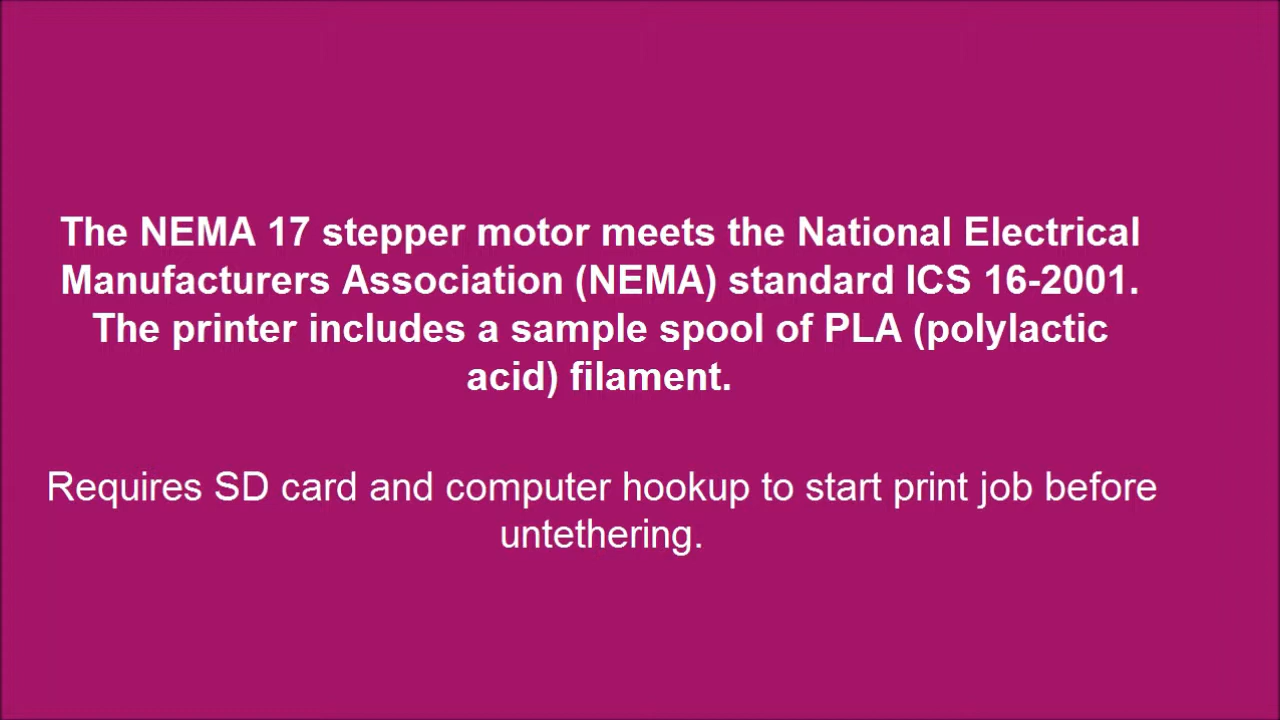 The NEMA 17 stepper motor meets the National Electrical
Manufacturers Association (NEMA) standard ICS 16-2001.
The printer includes a sample spool of PLA (polylactic
acid) filament.
Requires SD card and computer hookup to start print job before
untethering.